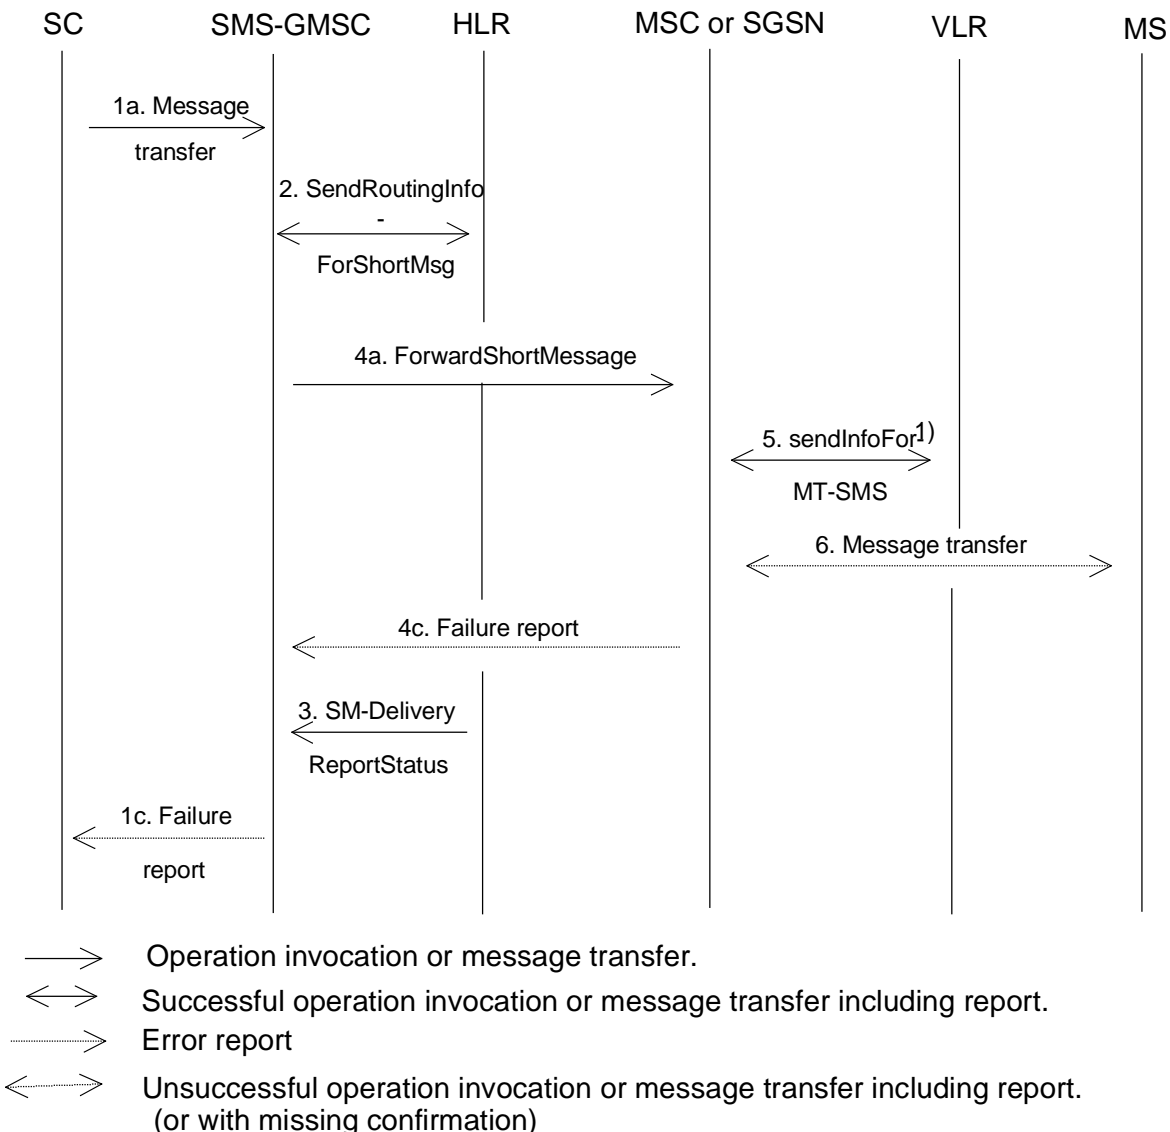 SC SMS-GMSC HLR MSC or SGSN VLR MS
1a. Message
transfer
2. SendRoutingInfo
-
ForShortMsg
4a. ForwardShortMessage
5. sendInfoFor- 1)
MT-SMS
6. Message transfer
4c. Failure report
3. SM-Delivery
ReportStatus
1c. Failure
report
Operation invocation or message transfer.
Successful operation invocation or message transfer including report.
Error report
Unsuccessful operation invocation or message transfer including report.
(or with missing confirmation)